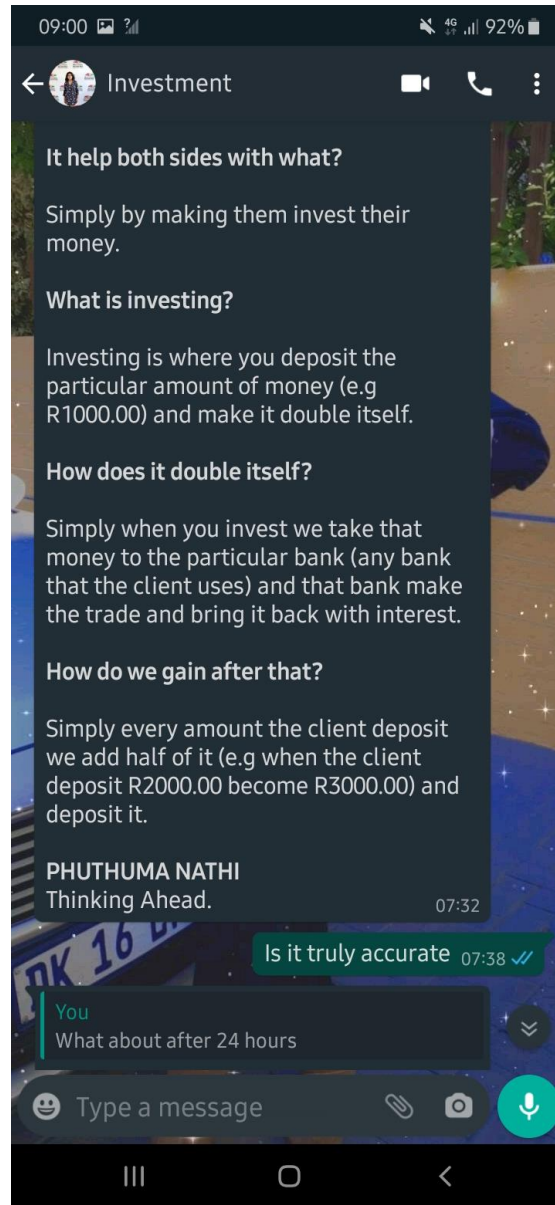 09:00
4G
92%
Investment
It help both sides with what?
Simply by making them invest their
money.
What is investing?
Investing is where you deposit the
particular amount of money (e.g
R1000.00) and make it double itself.
How does it double itself?
Simply when you invest we take that
money to the particular bank (any bank
that the client uses) and that bank make
the trade and bring it back with interest.
How do we gain after that?
Simply every amount the client deposit
we add half of it (e.g when the client
deposit R2000.00 become R3000.00) and
deposit it.
PHUTHUMA NATHI
Thinking Ahead.
07:32
Is it truly accurate 07:38
You
What about after 24 hours
Type a message